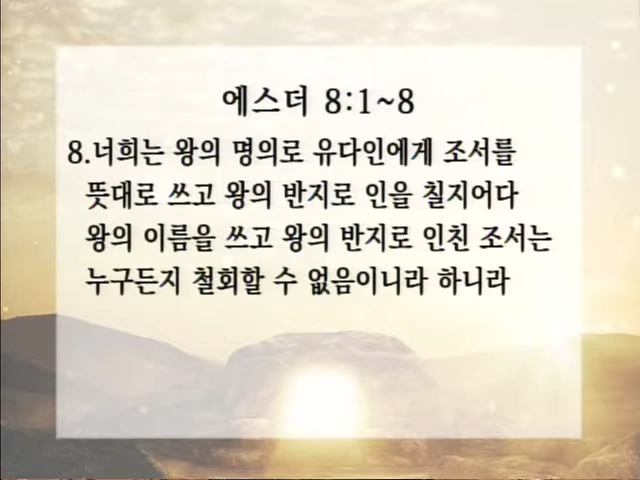 에스더 8:1~8
8.너희는 왕의 명의로 유다인에게 조서를
뜻대로 쓰고 왕의 반지로 인을 칠지어다
왕의 이름을 쓰고 왕의 반지로 인친 조서는
누구든지 철회할 수 없음이니라 하니라